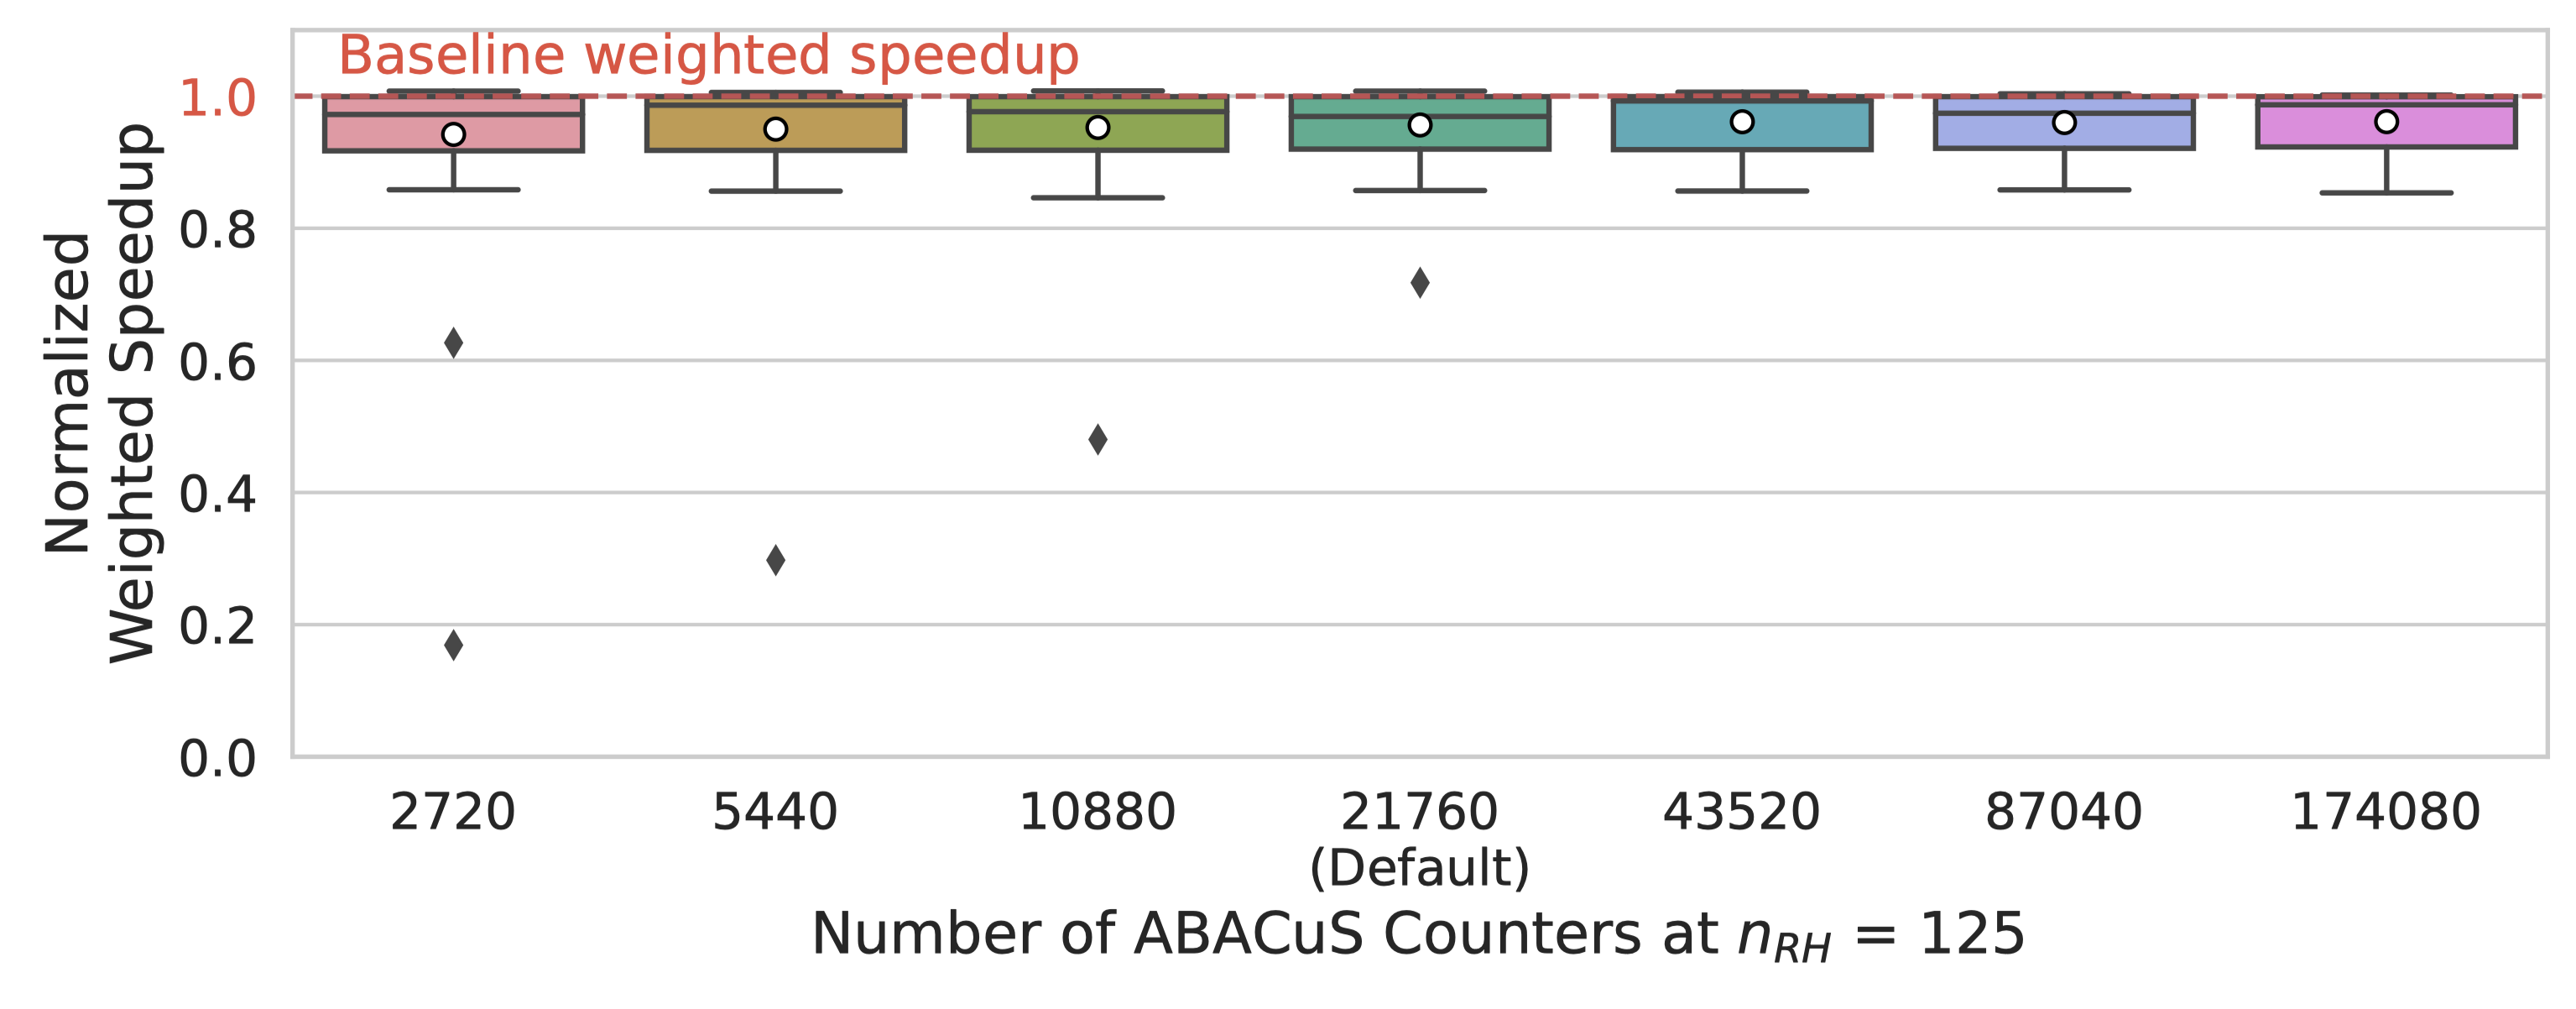 Baseline weighted speedup
Normalized
Weighted Speedup
1.0
0.8
0.6
0.4
0.2
0.0
2720 5440 10880 21760 43520 87040 174080
(Default)
Number of ABACuS Counters at nRH = 125